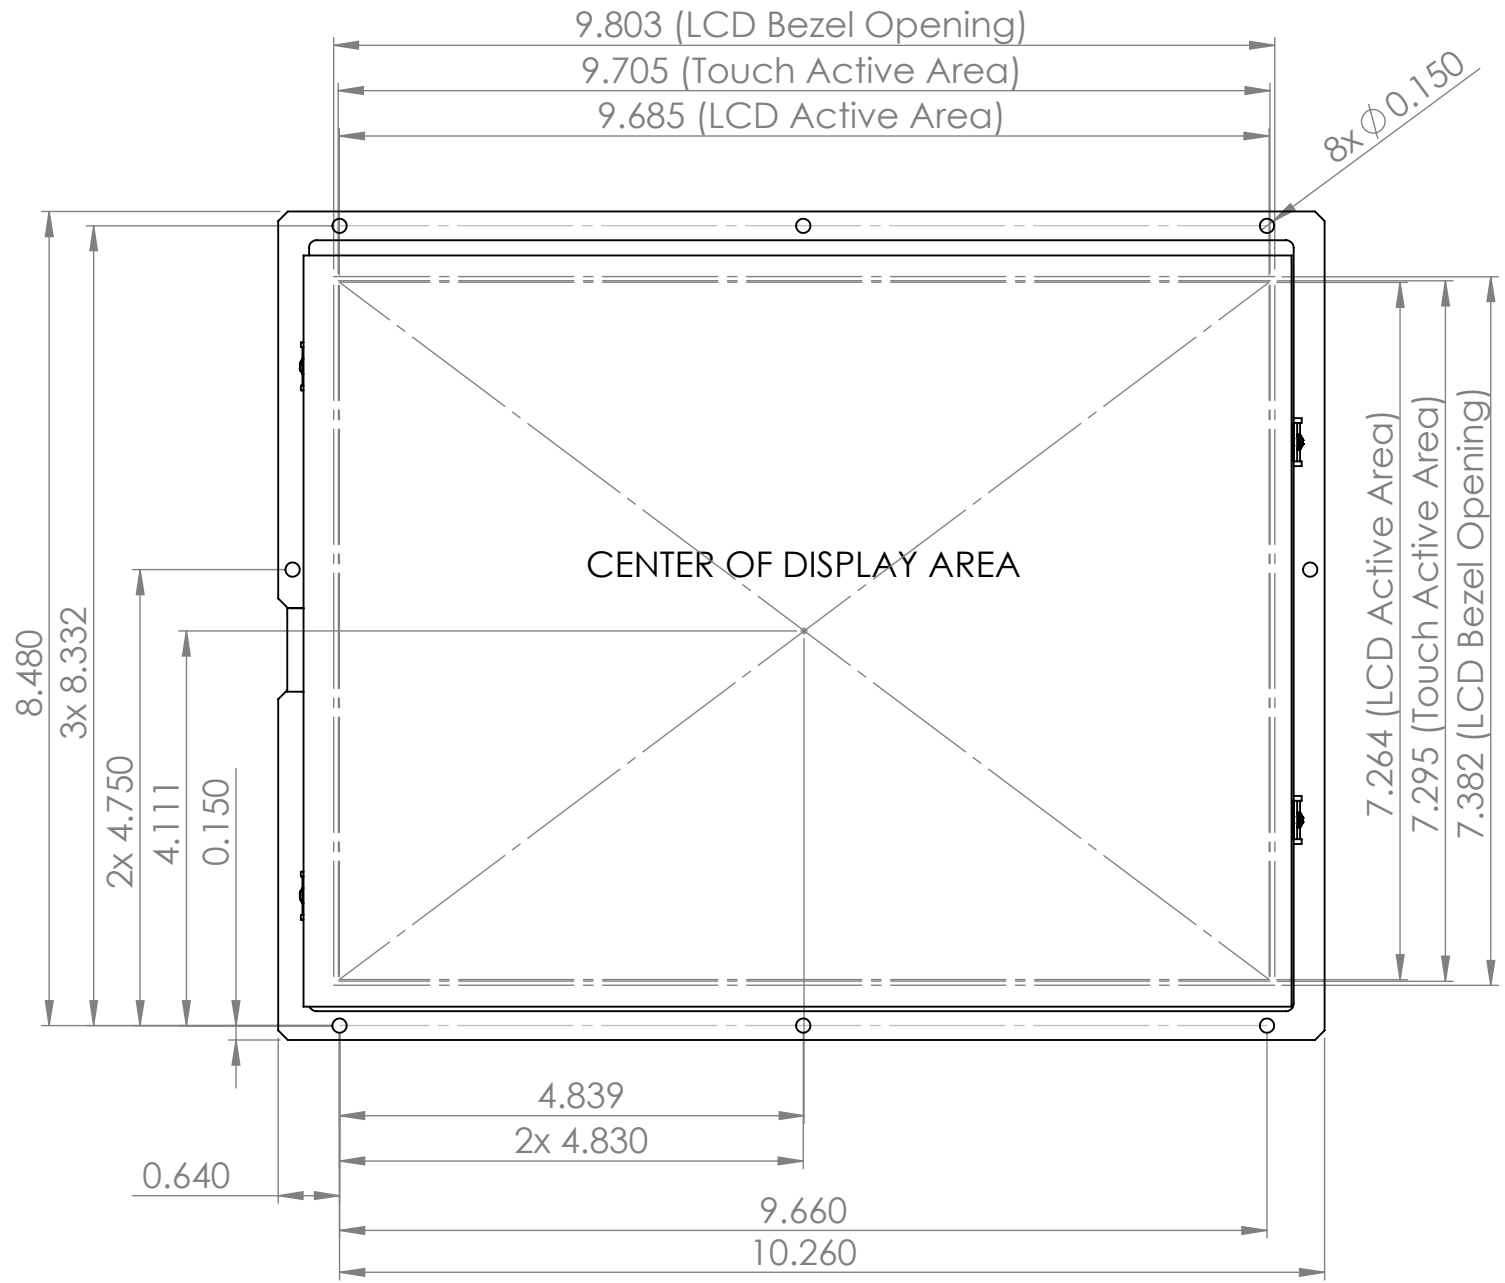 9.803 (LCD Bezel Opening)
9.705 (Touch Active Area)
9.685 (LCD Active Area)
8x ∅0.150
CENTER OF DISPLAY AREA
8.480
3x 8.332
2x 4.750
4.111
0.150
7.264 (LCD Active Area)
7.295 (Touch Active Area)
7.382 (LCD Bezel Opening)
4.839
2x 4.830
0.640
9.660
10.260